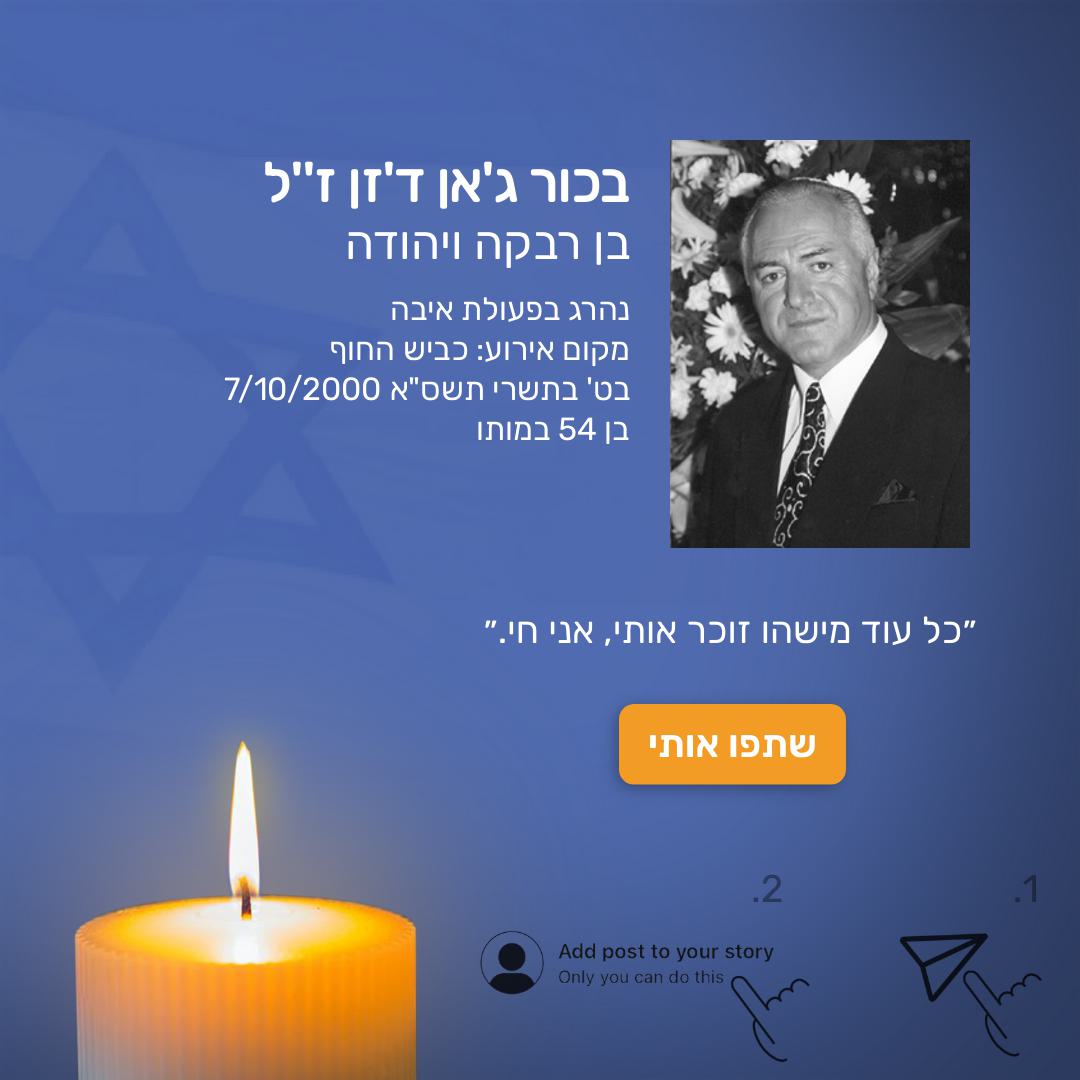 בכור ג'אן ד'זן ז"ל
בן רבקה ויהודה
נהרג בפעולת איבה
מקום אירוע: כביש החוף
בט' בתשרי תשס"א 7/10/2000
בן 54 במותו
״כל עוד מישהו זוכר אותי, אני חי.״
שתפו אותי
1.
2.
Add post to your story
Only you can do this